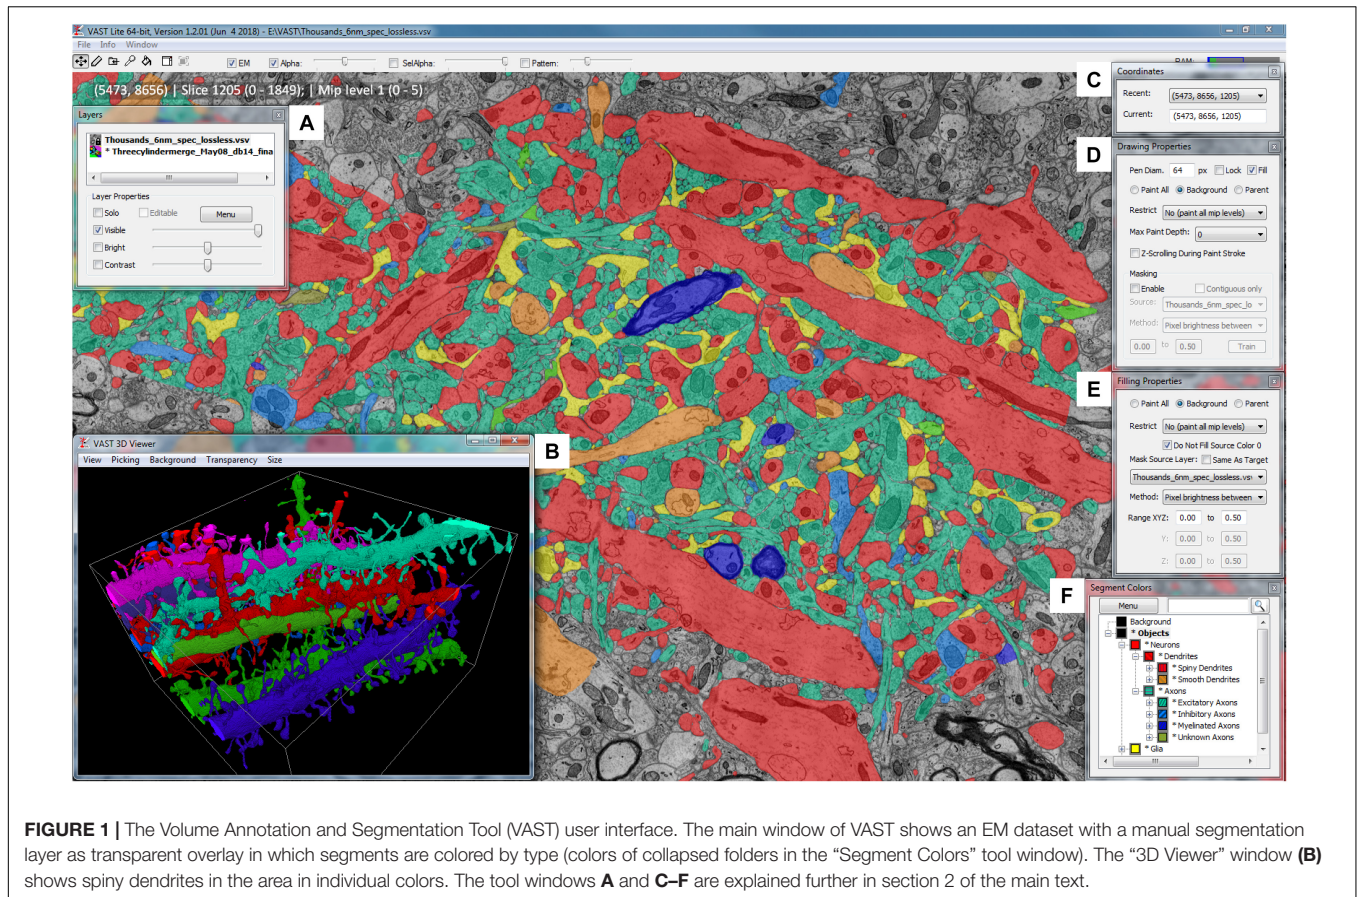 VAST Lite 64-bit, Version 1.2.01 (Jun 4 2018) - E:\VAST\Thousands_6nm_spec_lossless.vsv
File Info Window
EM Alpha: SelAlpha: Pattern: RAM:
(5473, 8656) | Slice 1205 (0 - 1849); | Mip level 1 (0 - 5)
Layers
A
Thousands_6nm_spec_lossless.vsv
* Threecylindermerge_May08_db14_fina
Layer Properties
Solo Editable Menu
Visible
Bright
Contrast
B
VAST 3D Viewer
View Picking Background Transparency Size
C
Coordinates
Recent: (5473, 8656, 1205)
Current: (5473, 8656, 1205)
D
Drawing Properties
Pen Diam. 64 px Lock Fill
Paint All Background Parent
Restrict No (paint all mip levels)
Max Paint Depth: 0
Z-Scrolling During Paint Stroke
Masking
Enable Contiguous only
Source: Thousands_6nm_spec_lo
Method: Pixel brightness between
0.00 to 0.50 Train
E
Filling Properties
Paint All Background Parent
Restrict No (paint all mip levels)
Do Not Fill Source Color 0
Mask Source Layer: Same As Target
Thousands_6nm_spec_lossless.vsv
Method: Pixel brightness between
Range XYZ: 0.00 to 0.50
Y: 0.00 to 0.50
Z: 0.00 to 0.50
F
Segment Colors
Menu
Background
* Objects
* Neurons
* Dendrites
* Spiny Dendrites
* Smooth Dendrites
* Axons
* Excitatory Axons
* Inhibitory Axons
* Myelinated Axons
* Unknown Axons
* Glia
FIGURE 1 | The Volume Annotation and Segmentation Tool (VAST) user interface. The main window of VAST shows an EM dataset with a manual segmentation
layer as transparent overlay in which segments are colored by type (colors of collapsed folders in the “Segment Colors” tool window). The “3D Viewer” window (B)
shows spiny dendrites in the area in individual colors. The tool windows A and C–F are explained further in section 2 of the main text.